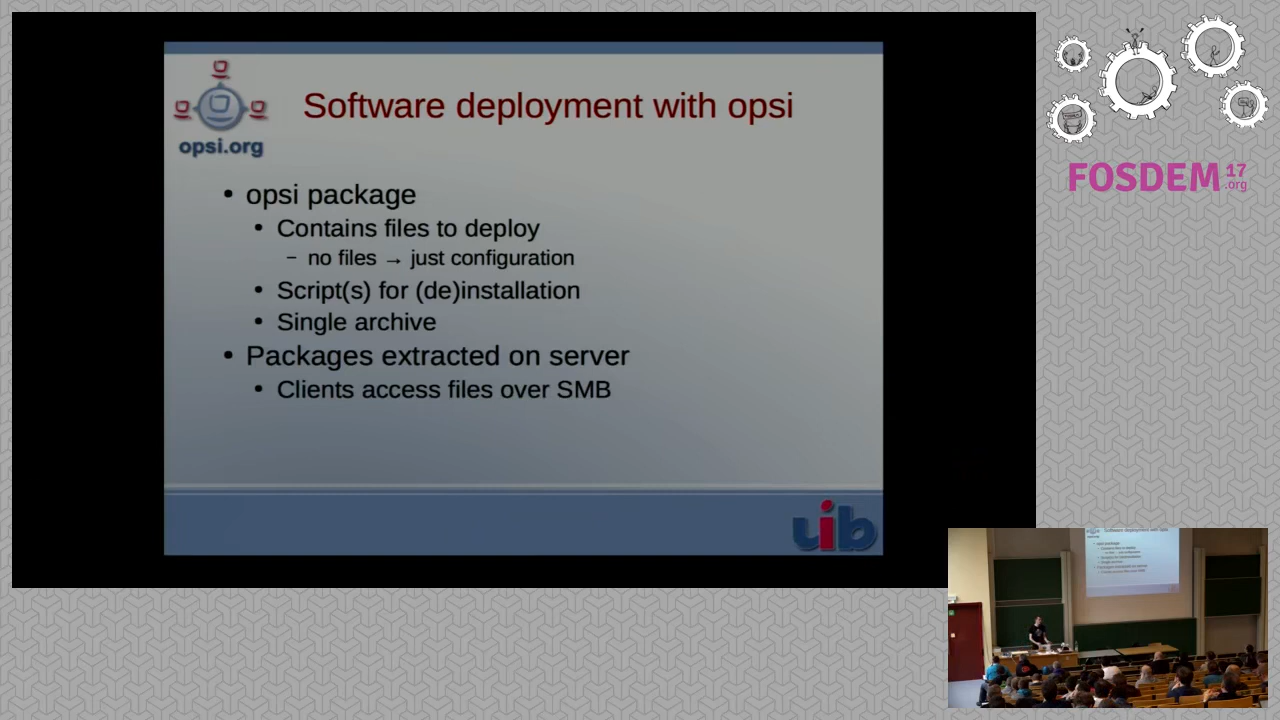 Software deployment with opsi
opsi.org
• opsi package
• Contains files to deploy
– no files → just configuration
• Script(s) for (de)installation
• Single archive
• Packages extracted on server
• Clients access files over SMB
uib
FOSDEM 17
.org